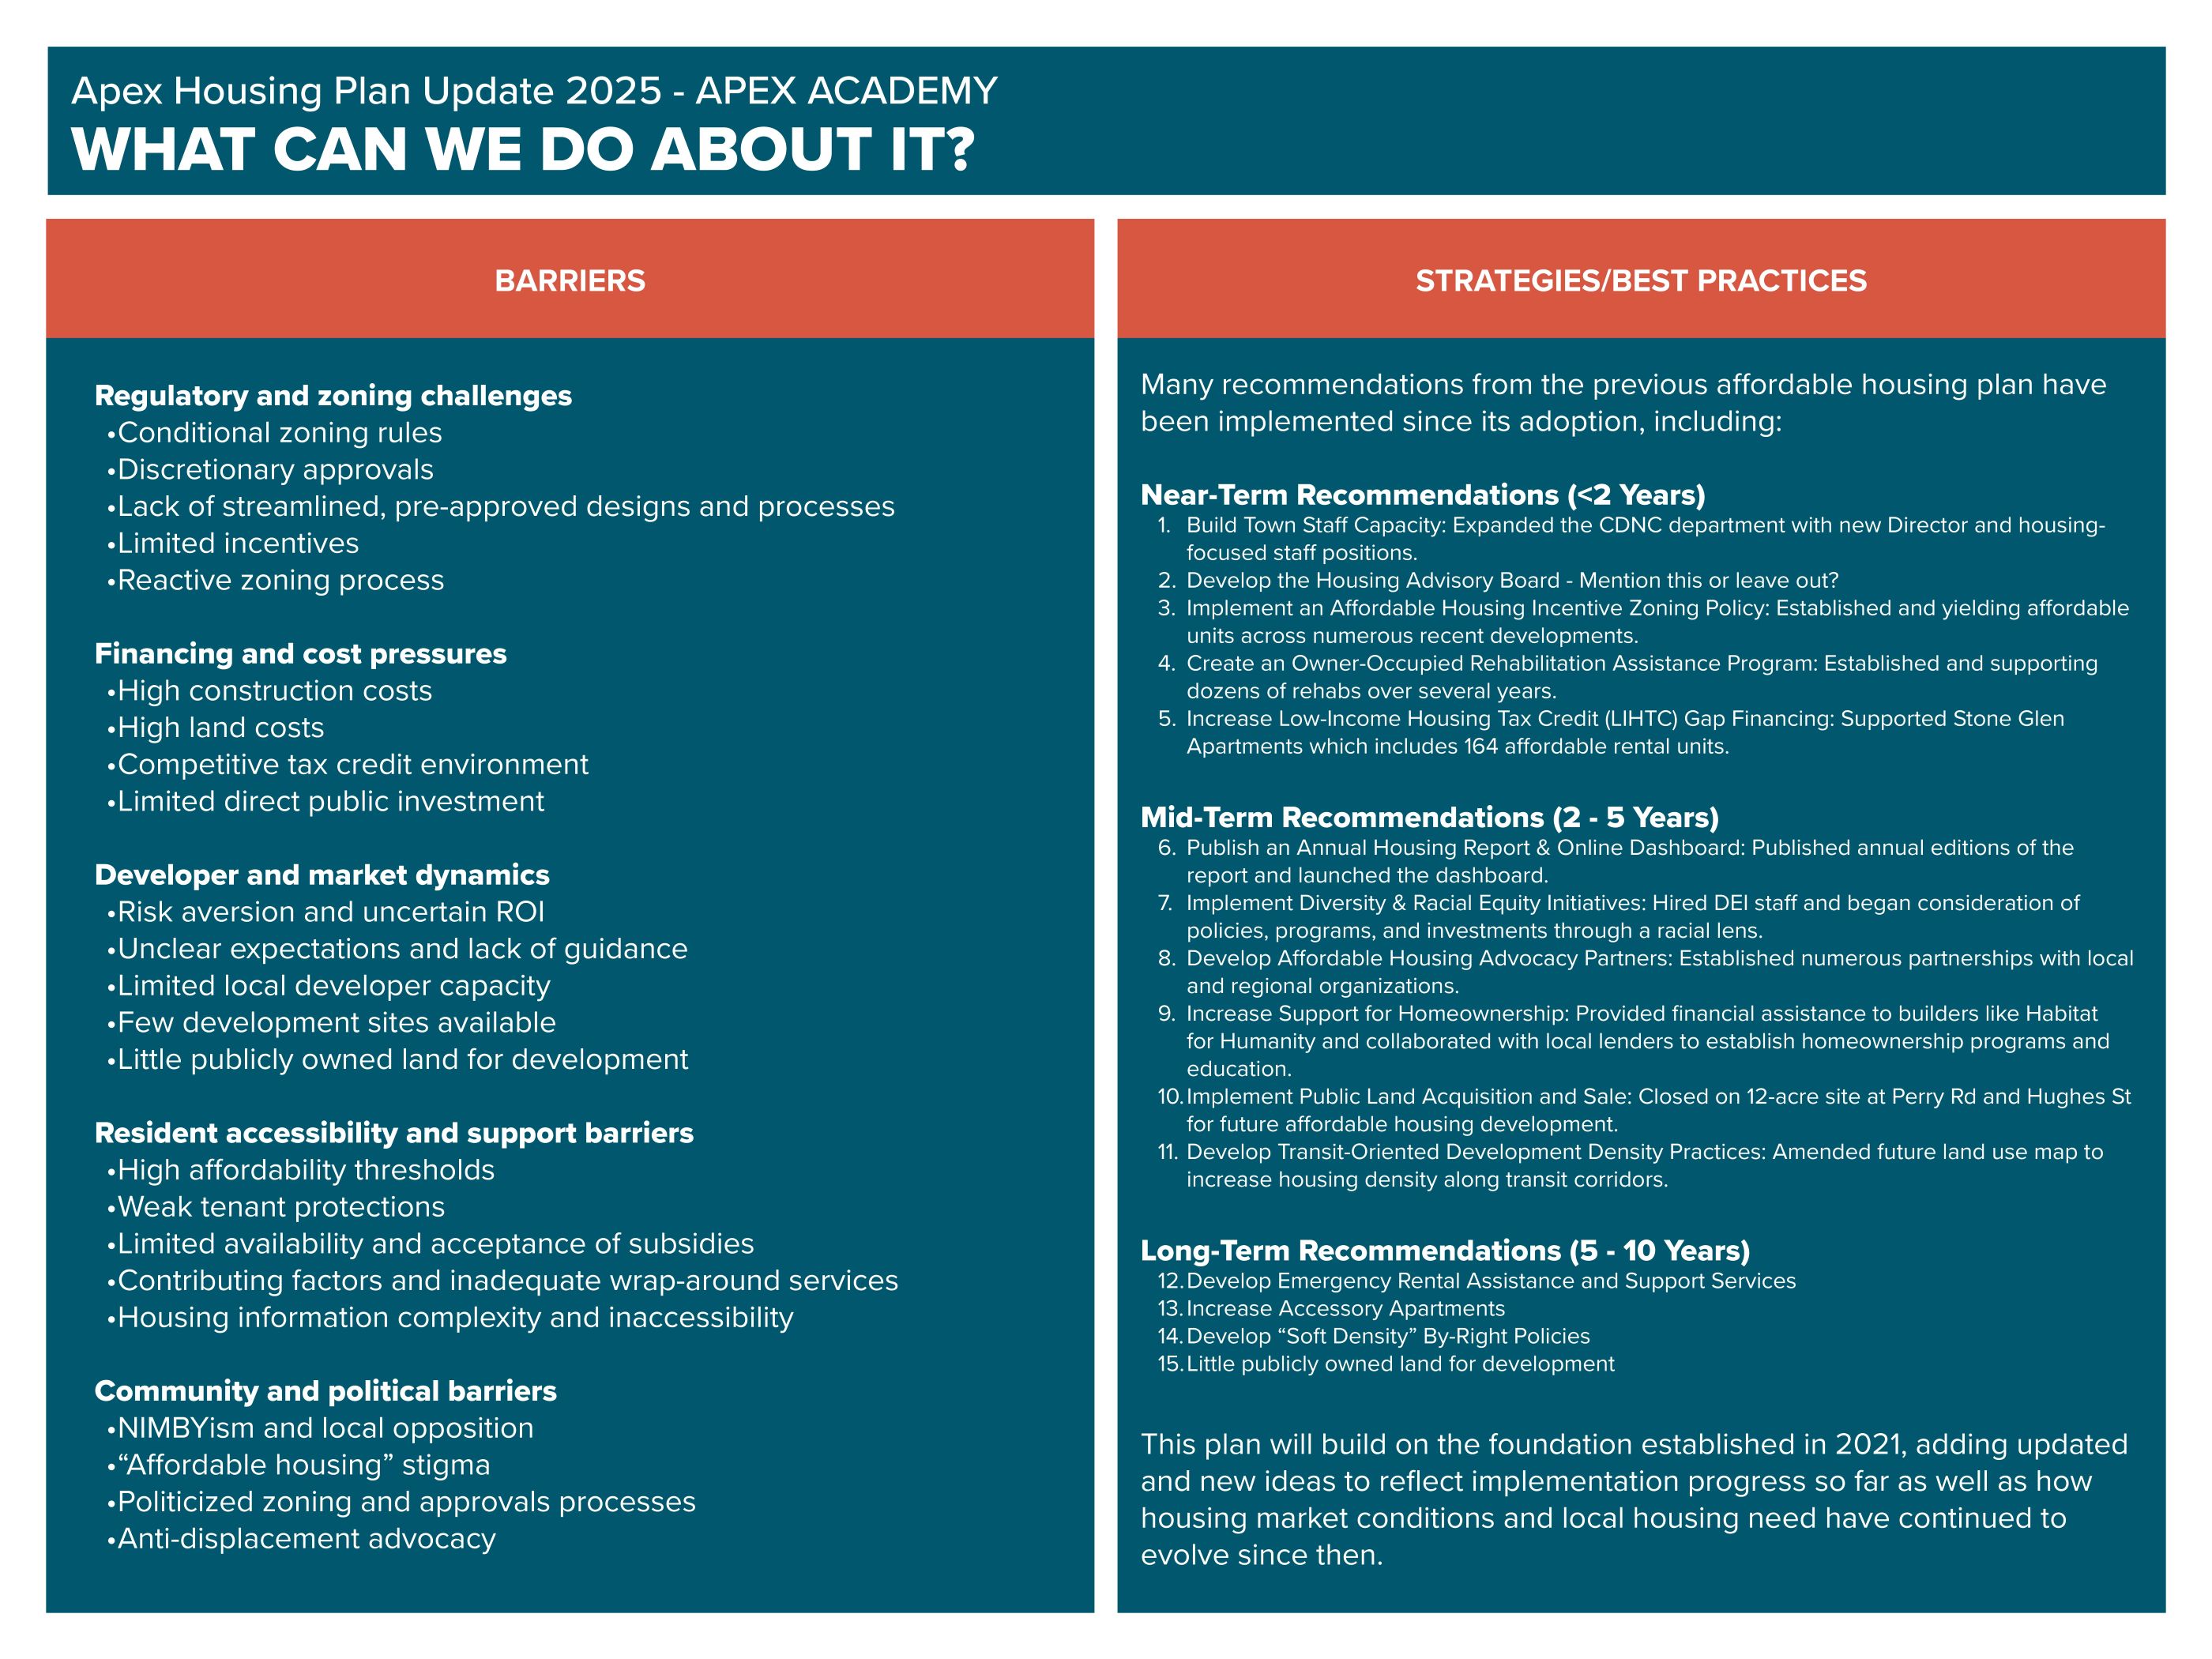 Apex Housing Plan Update 2025 - APEX ACADEMY
WHAT CAN WE DO ABOUT IT?
BARRIERS
Regulatory and zoning challenges
•Conditional zoning rules
•Discretionary approvals
•Lack of streamlined, pre-approved designs and processes
•Limited incentives
•Reactive zoning process
Financing and cost pressures
•High construction costs
•High land costs
•Competitive tax credit environment
•Limited direct public investment
Developer and market dynamics
•Risk aversion and uncertain ROI
•Unclear expectations and lack of guidance
•Limited local developer capacity
•Few development sites available
•Little publicly owned land for development
Resident accessibility and support barriers
•High affordability thresholds
•Weak tenant protections
•Limited availability and acceptance of subsidies
•Contributing factors and inadequate wrap-around services
•Housing information complexity and inaccessibility
Community and political barriers
•NIMBYism and local opposition
•“Affordable housing” stigma
•Politicized zoning and approvals processes
•Anti-displacement advocacy
STRATEGIES/BEST PRACTICES
Many recommendations from the previous affordable housing plan have
been implemented since its adoption, including:
Near-Term Recommendations (<2 Years)
1. Build Town Staff Capacity: Expanded the CDNC department with new Director and housing-
focused staff positions.
2. Develop the Housing Advisory Board - Mention this or leave out?
3. Implement an Affordable Housing Incentive Zoning Policy: Established and yielding affordable
units across numerous recent developments.
4. Create an Owner-Occupied Rehabilitation Assistance Program: Established and supporting
dozens of rehabs over several years.
5. Increase Low-Income Housing Tax Credit (LIHTC) Gap Financing: Supported Stone Glen
Apartments which includes 164 affordable rental units.
Mid-Term Recommendations (2 - 5 Years)
6. Publish an Annual Housing Report & Online Dashboard: Published annual editions of the
report and launched the dashboard.
7. Implement Diversity & Racial Equity Initiatives: Hired DEI staff and began consideration of
policies, programs, and investments through a racial lens.
8. Develop Affordable Housing Advocacy Partners: Established numerous partnerships with local
and regional organizations.
9. Increase Support for Homeownership: Provided financial assistance to builders like Habitat
for Humanity and collaborated with local lenders to establish homeownership programs and
education.
10. Implement Public Land Acquisition and Sale: Closed on 12-acre site at Perry Rd and Hughes St
for future affordable housing development.
11. Develop Transit-Oriented Development Density Practices: Amended future land use map to
increase housing density along transit corridors.
Long-Term Recommendations (5 - 10 Years)
12. Develop Emergency Rental Assistance and Support Services
13. Increase Accessory Apartments
14. Develop “Soft Density” By-Right Policies
15. Little publicly owned land for development
This plan will build on the foundation established in 2021, adding updated
and new ideas to reflect implementation progress so far as well as how
housing market conditions and local housing need have continued to
evolve since then.